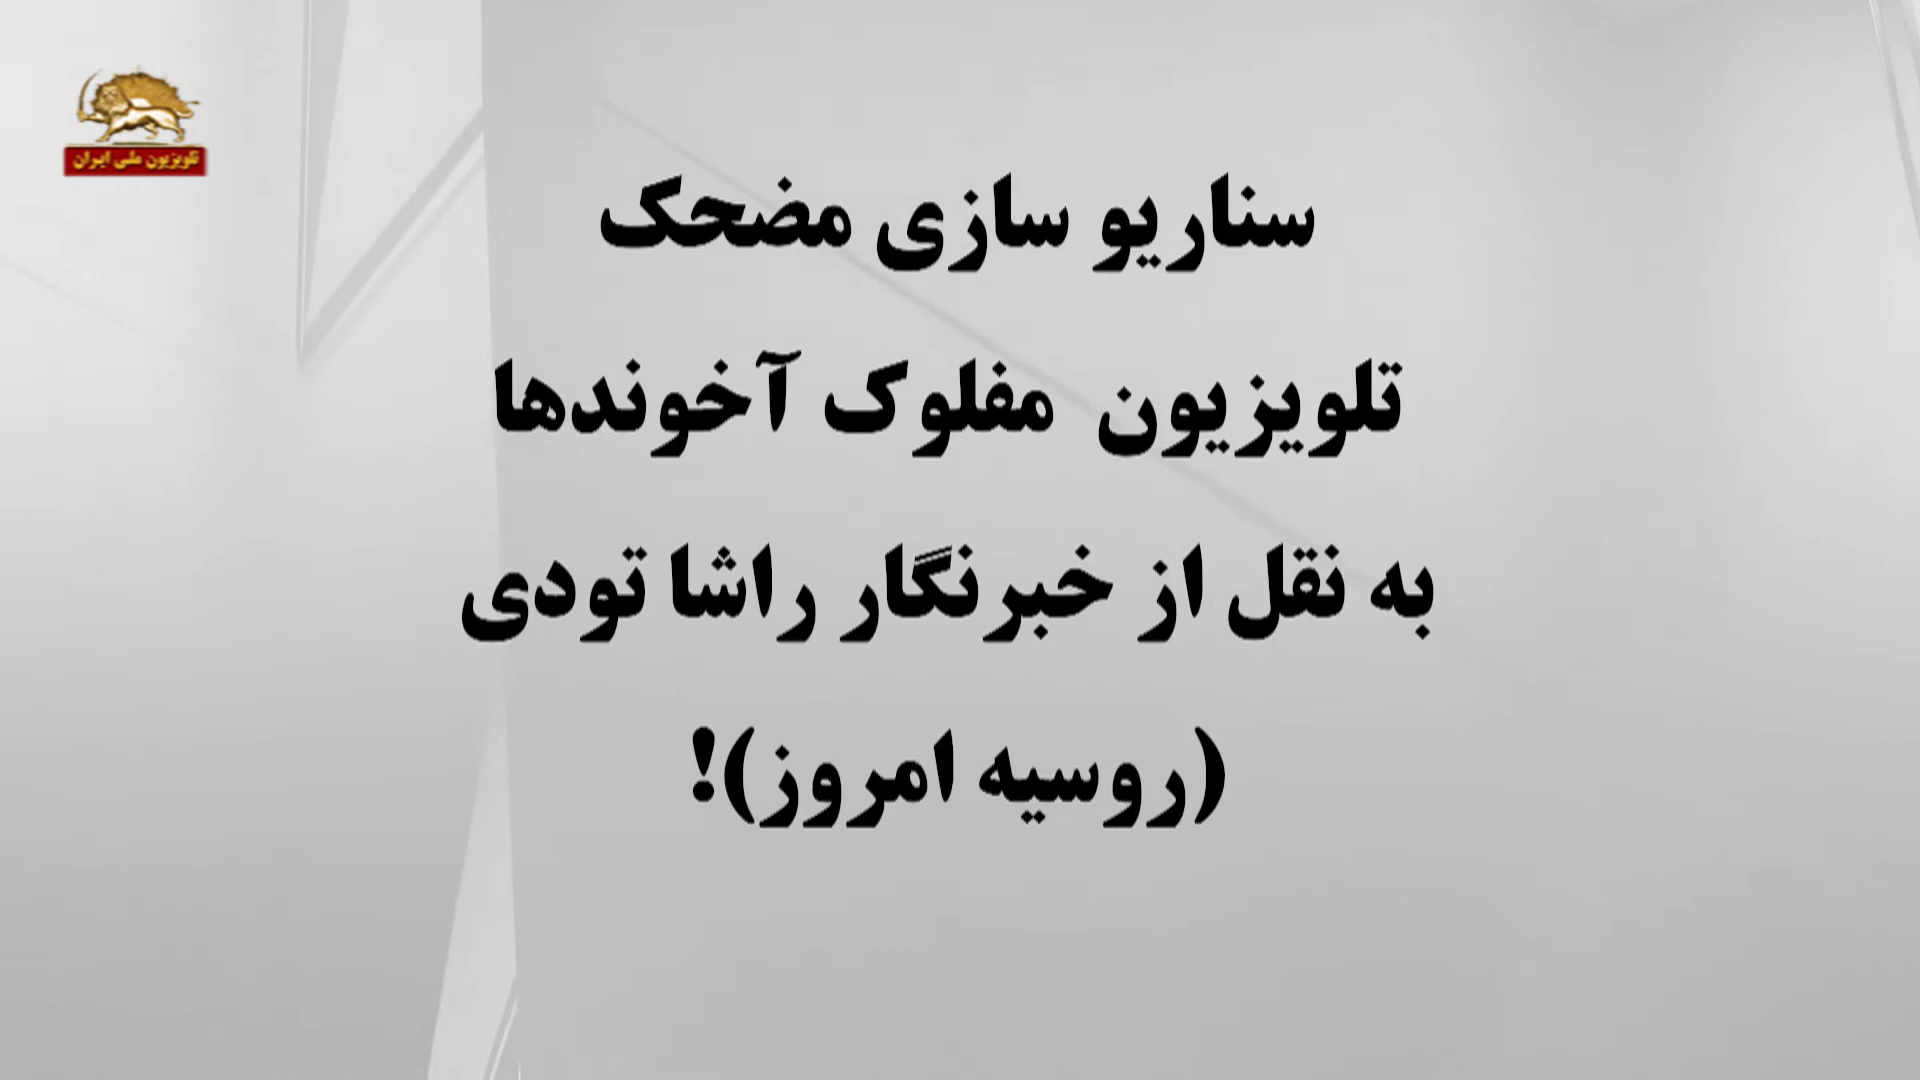 تلویزیون ملی ایران
سناریو سازی مضحک
تلویزیون مفلوک آخوندها
به نقل از خبرنگار راشا تودی
(روسیه امروز)!